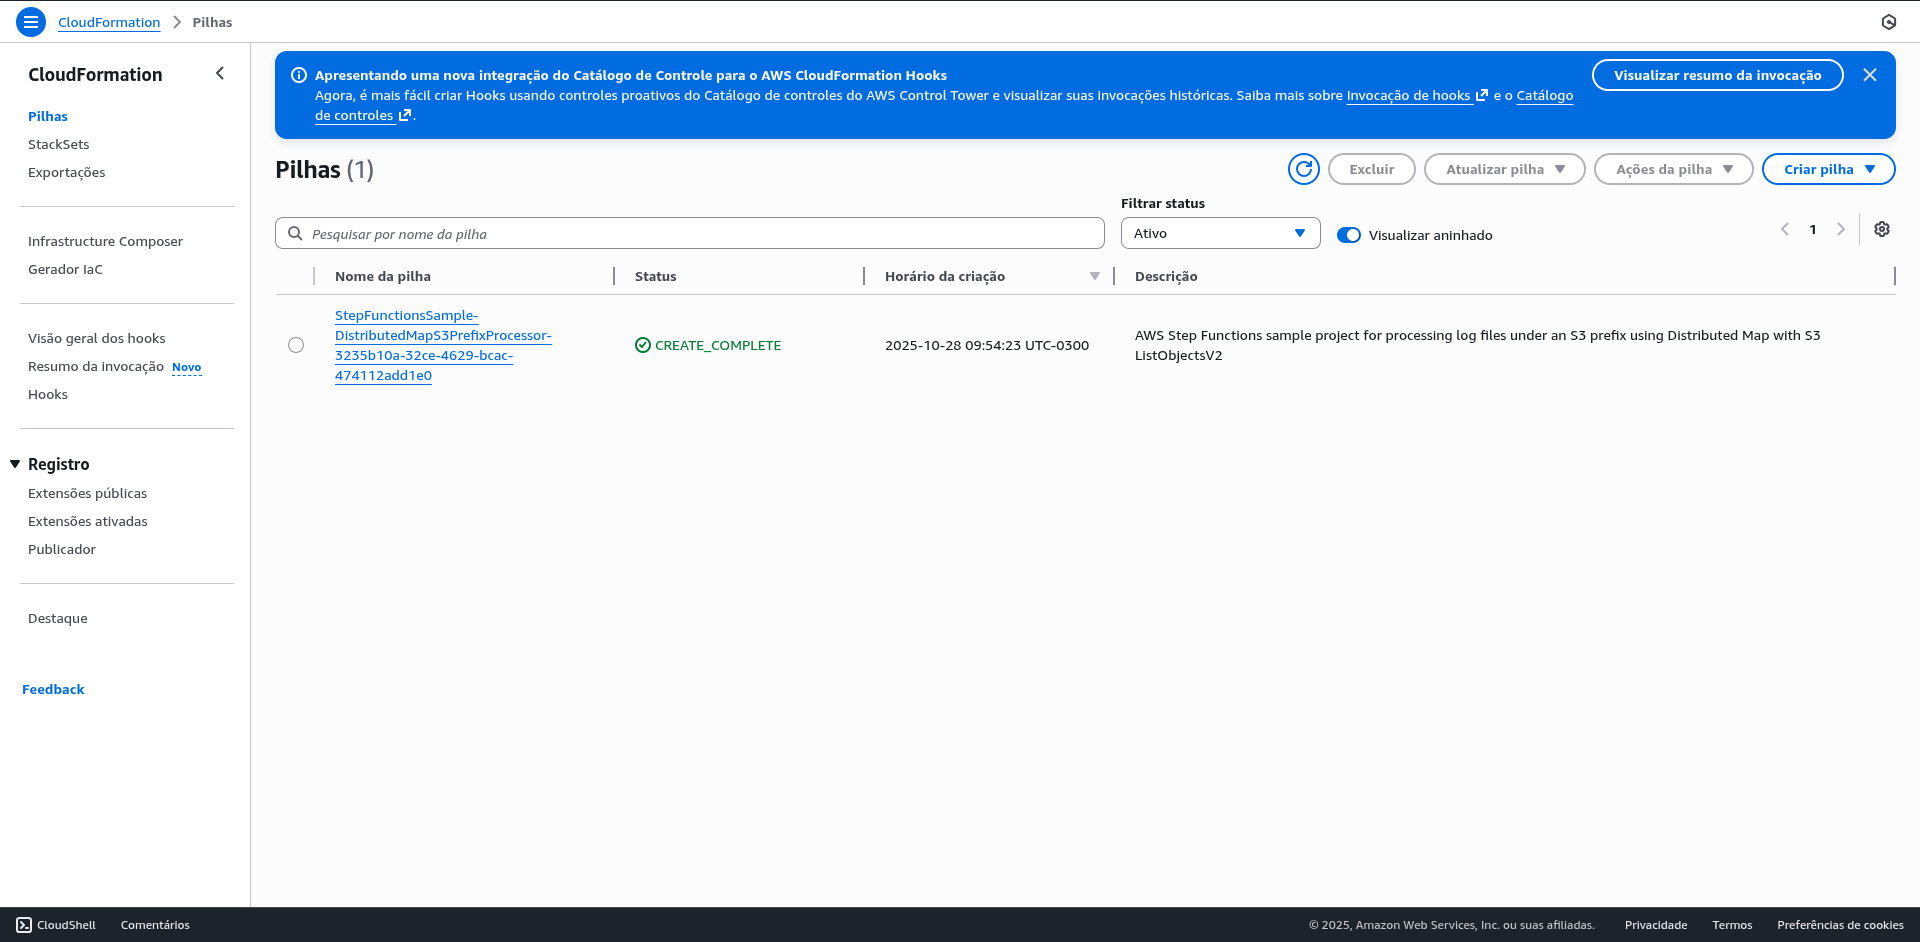 CloudFormation
Pilhas
CloudFormation
Pilhas
StackSets
Exportações
Infrastructure Composer
Gerador IaC
Visão geral dos hooks
Resumo da invocação Novo
Hooks
Registro
Extensões públicas
Extensões ativadas
Publicador
Destaque
Feedback
Apresentando uma nova integração do Catálogo de Controle para o AWS CloudFormation Hooks
Agora, é mais fácil criar Hooks usando controles proativos do Catálogo de controles do AWS Control Tower e visualizar suas invocações históricas. Saiba mais sobre Invocação de hooks e o Catálogo
de controles .
Visualizar resumo da invocação
Pilhas (1)
Excluir
Atualizar pilha
Ações da pilha
Criar pilha
Pesquisar por nome da pilha
Filtrar status
Ativo
Visualizar aninhado
1
Nome da pilha
Status
Horário da criação
Descrição
StepFunctionsSample-
DistributedMapS3PrefixProcessor-
3235b10a-32ce-4629-bcac-
474112add1e0
CREATE_COMPLETE
2025-10-28 09:54:23 UTC-0300
AWS Step Functions sample project for processing log files under an S3 prefix using Distributed Map with S3
ListObjectsV2
CloudShell
Comentários
© 2025, Amazon Web Services, Inc. ou suas afiliadas.
Privacidade
Termos
Preferências de cookies